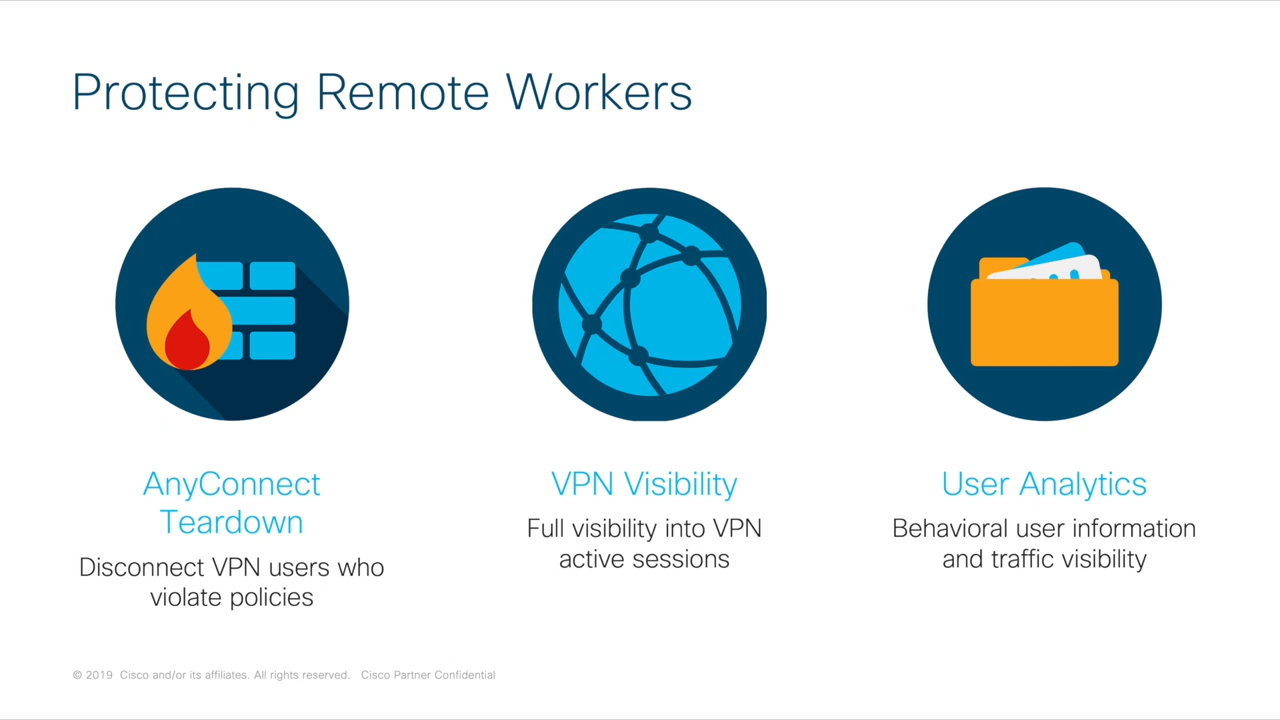 Protecting Remote Workers
AnyConnect
Teardown
Disconnect VPN users who
violate policies
VPN Visibility
Full visibility into VPN
active sessions
User Analytics
Behavioral user information
and traffic visibility
© 2019 Cisco and/or its affiliates. All rights reserved. Cisco Partner Confidential